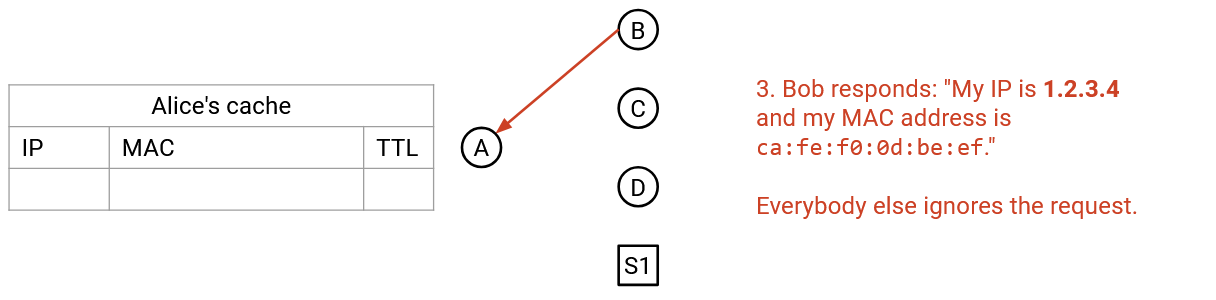 Alice's cache
IP MAC TTL
B
A
C
D
S1
3. Bob responds: "My IP is 1.2.3.4
and my MAC address is
ca:fe:f0:0d:be:ef."
Everybody else ignores the request.